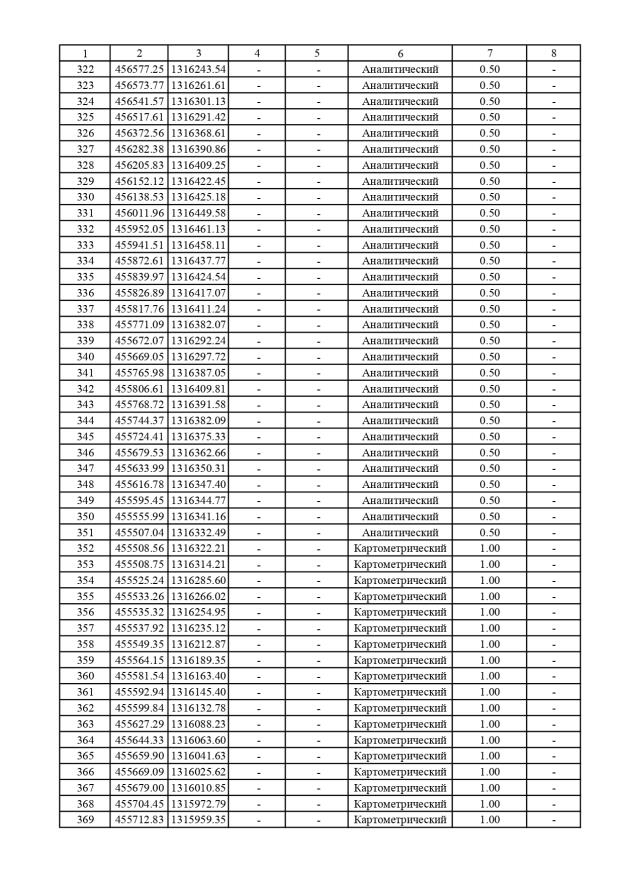 1 2 3 4 5 6 7 8
322 456577.25 1316243.54 - - Аналитический 0.50 -
323 456573.77 1316261.61 - - Аналитический 0.50 -
324 456541.57 1316301.13 - - Аналитический 0.50 -
325 456517.61 1316291.42 - - Аналитический 0.50 -
326 456372.56 1316368.61 - - Аналитический 0.50 -
327 456282.38 1316390.86 - - Аналитический 0.50 -
328 456205.83 1316409.25 - - Аналитический 0.50 -
329 456152.12 1316422.45 - - Аналитический 0.50 -
330 456138.53 1316425.18 - - Аналитический 0.50 -
331 456011.96 1316449.58 - - Аналитический 0.50 -
332 455952.05 1316461.13 - - Аналитический 0.50 -
333 455941.51 1316458.11 - - Аналитический 0.50 -
334 455872.61 1316437.77 - - Аналитический 0.50 -
335 455839.97 1316424.54 - - Аналитический 0.50 -
336 455826.89 1316417.07 - - Аналитический 0.50 -
337 455817.76 1316411.24 - - Аналитический 0.50 -
338 455771.09 1316382.07 - - Аналитический 0.50 -
339 455672.07 1316292.24 - - Аналитический 0.50 -
340 455669.05 1316297.72 - - Аналитический 0.50 -
341 455765.98 1316387.05 - - Аналитический 0.50 -
342 455806.61 1316409.81 - - Аналитический 0.50 -
343 455768.72 1316391.58 - - Аналитический 0.50 -
344 455744.37 1316382.09 - - Аналитический 0.50 -
345 455724.41 1316375.33 - - Аналитический 0.50 -
346 455679.53 1316362.66 - - Аналитический 0.50 -
347 455633.99 1316350.31 - - Аналитический 0.50 -
348 455616.78 1316347.40 - - Аналитический 0.50 -
349 455595.45 1316344.77 - - Аналитический 0.50 -
350 455555.99 1316341.16 - - Аналитический 0.50 -
351 455507.04 1316332.49 - - Аналитический 0.50 -
352 455508.56 1316322.21 - - Картометрический 1.00 -
353 455508.75 1316314.21 - - Картометрический 1.00 -
354 455525.24 1316285.60 - - Картометрический 1.00 -
355 455533.26 1316266.02 - - Картометрический 1.00 -
356 455535.32 1316254.95 - - Картометрический 1.00 -
357 455537.92 1316235.12 - - Картометрический 1.00 -
358 455549.35 1316212.87 - - Картометрический 1.00 -
359 455564.15 1316189.35 - - Картометрический 1.00 -
360 455581.54 1316163.40 - - Картометрический 1.00 -
361 455592.94 1316145.40 - - Картометрический 1.00 -
362 455599.84 1316132.78 - - Картометрический 1.00 -
363 455627.29 1316088.23 - - Картометрический 1.00 -
364 455644.33 1316063.60 - - Картометрический 1.00 -
365 455659.90 1316041.63 - - Картометрический 1.00 -
366 455669.09 1316025.62 - - Картометрический 1.00 -
367 455679.00 1316010.85 - - Картометрический 1.00 -
368 455704.45 1315972.79 - - Картометрический 1.00 -
369 455712.83 1315959.35 - - Картометрический 1.00 -